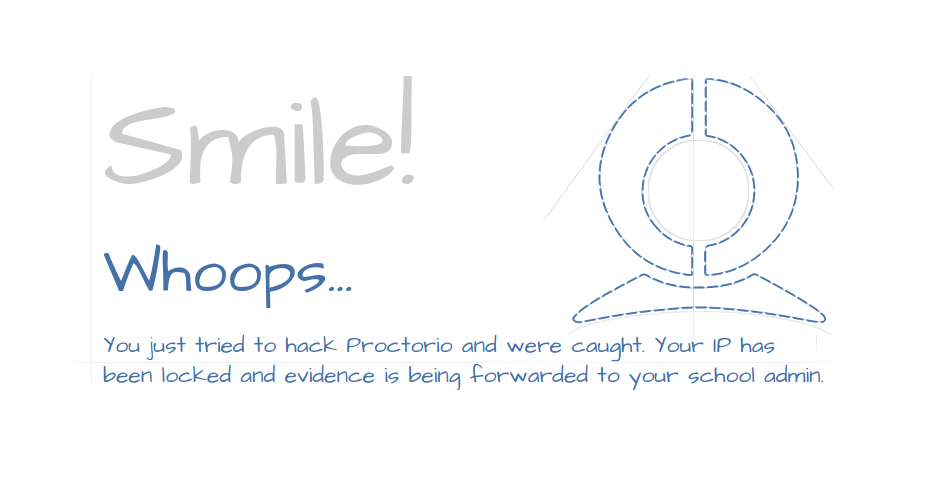 Smile!
Whoops...
You just tried to hack Proctorio and were caught. Your IP has
been locked and evidence is being forwarded to your school admin.